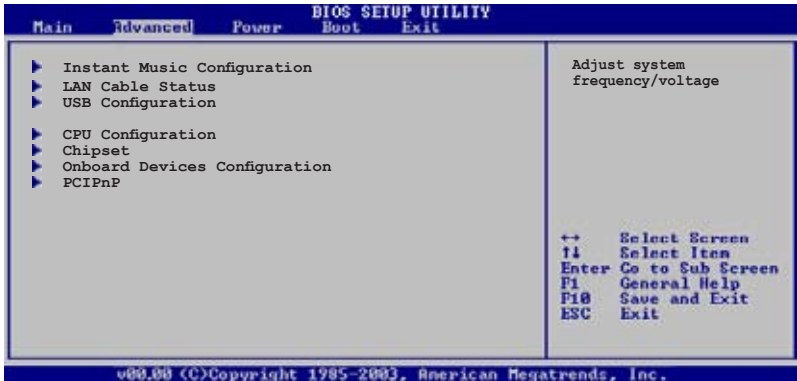 BIOS SETUP UTILITY
Main Advanced Power Boot Exit
Instant Music Configuration
LAN Cable Status
USB Configuration
CPU Configuration
Chipset
Onboard Devices Configuration
PCIPnP
Adjust system
frequency/voltage
↔ Select Screen
↑↓ Select Item
Enter Go to Sub Screen
F1 General Help
F10 Save and Exit
ESC Exit
v00.00 (C)Copyright 1985-2003, American Megatrends, Inc.